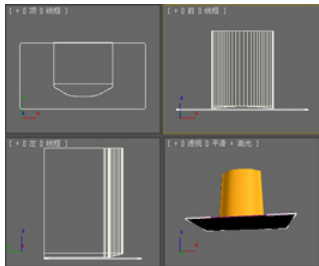 [ + 0 顶 0 线框 ]
[ + 0 前 0 线框 ]
[ + 0 左 0 线框 ]
[ + 0 透视 0 平滑 + 高光 ]